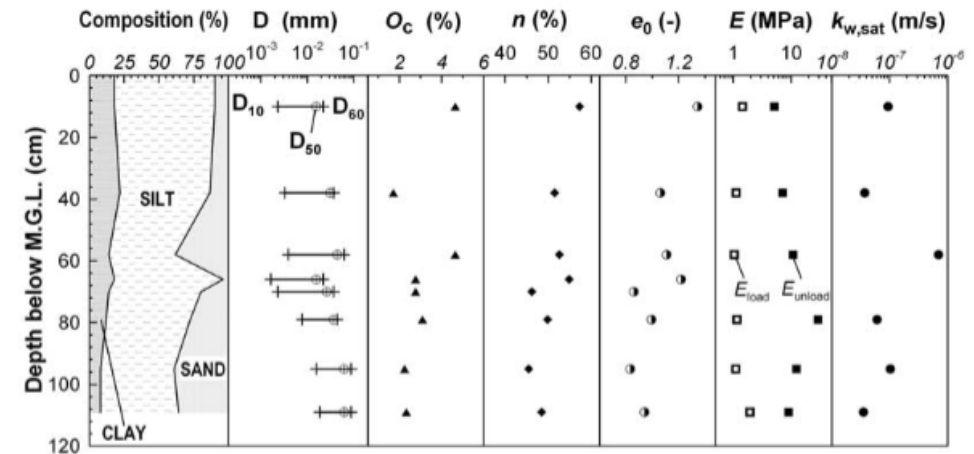 Composition (%) D (mm) Oc (%) n (%) e0 (-) E (MPa) kw,sat (m/s)
10⁻³ 10⁻² 10⁻¹ 2 4 6 40 50 60 0.8 1.2 1 10 10⁻⁸ 10⁻⁷ 10⁻⁶
0 25 50 75 100
0
D10 D60
D50
20
40
SILT
60
Eload Eunload
80
SAND
100
CLAY
120
Depth below M.G.L. (cm)